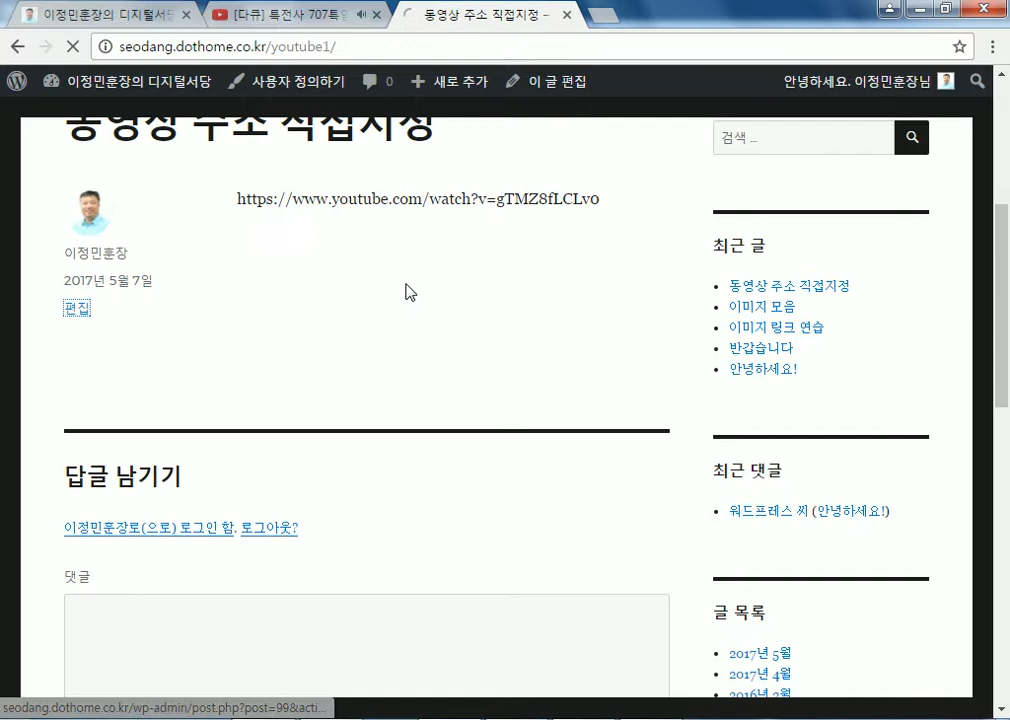 이정민훈장의 디지털서당
[다큐] 특전사 707특임
동영상 주소 직접지정 –
seodang.dothome.co.kr/youtube1/
이정민훈장의 디지털서당
사용자 정의하기
0
새로 추가
이 글 편집
안녕하세요. 이정민훈장님
동영상 주소 직접지정
검색 ...
https://www.youtube.com/watch?v=gTMZ8fLCLv0
이정민훈장
2017년 5월 7일
편집
최근 글
동영상 주소 직접지정
이미지 모음
이미지 링크 연습
반갑습니다
안녕하세요!
답글 남기기
이정민훈장로(으로) 로그인 함. 로그아웃?
댓글
최근 댓글
워드프레스 씨 (안녕하세요!)
글 목록
2017년 5월
2017년 4월
seodang.dothome.co.kr/wp-admin/post.php?post=99&acti...